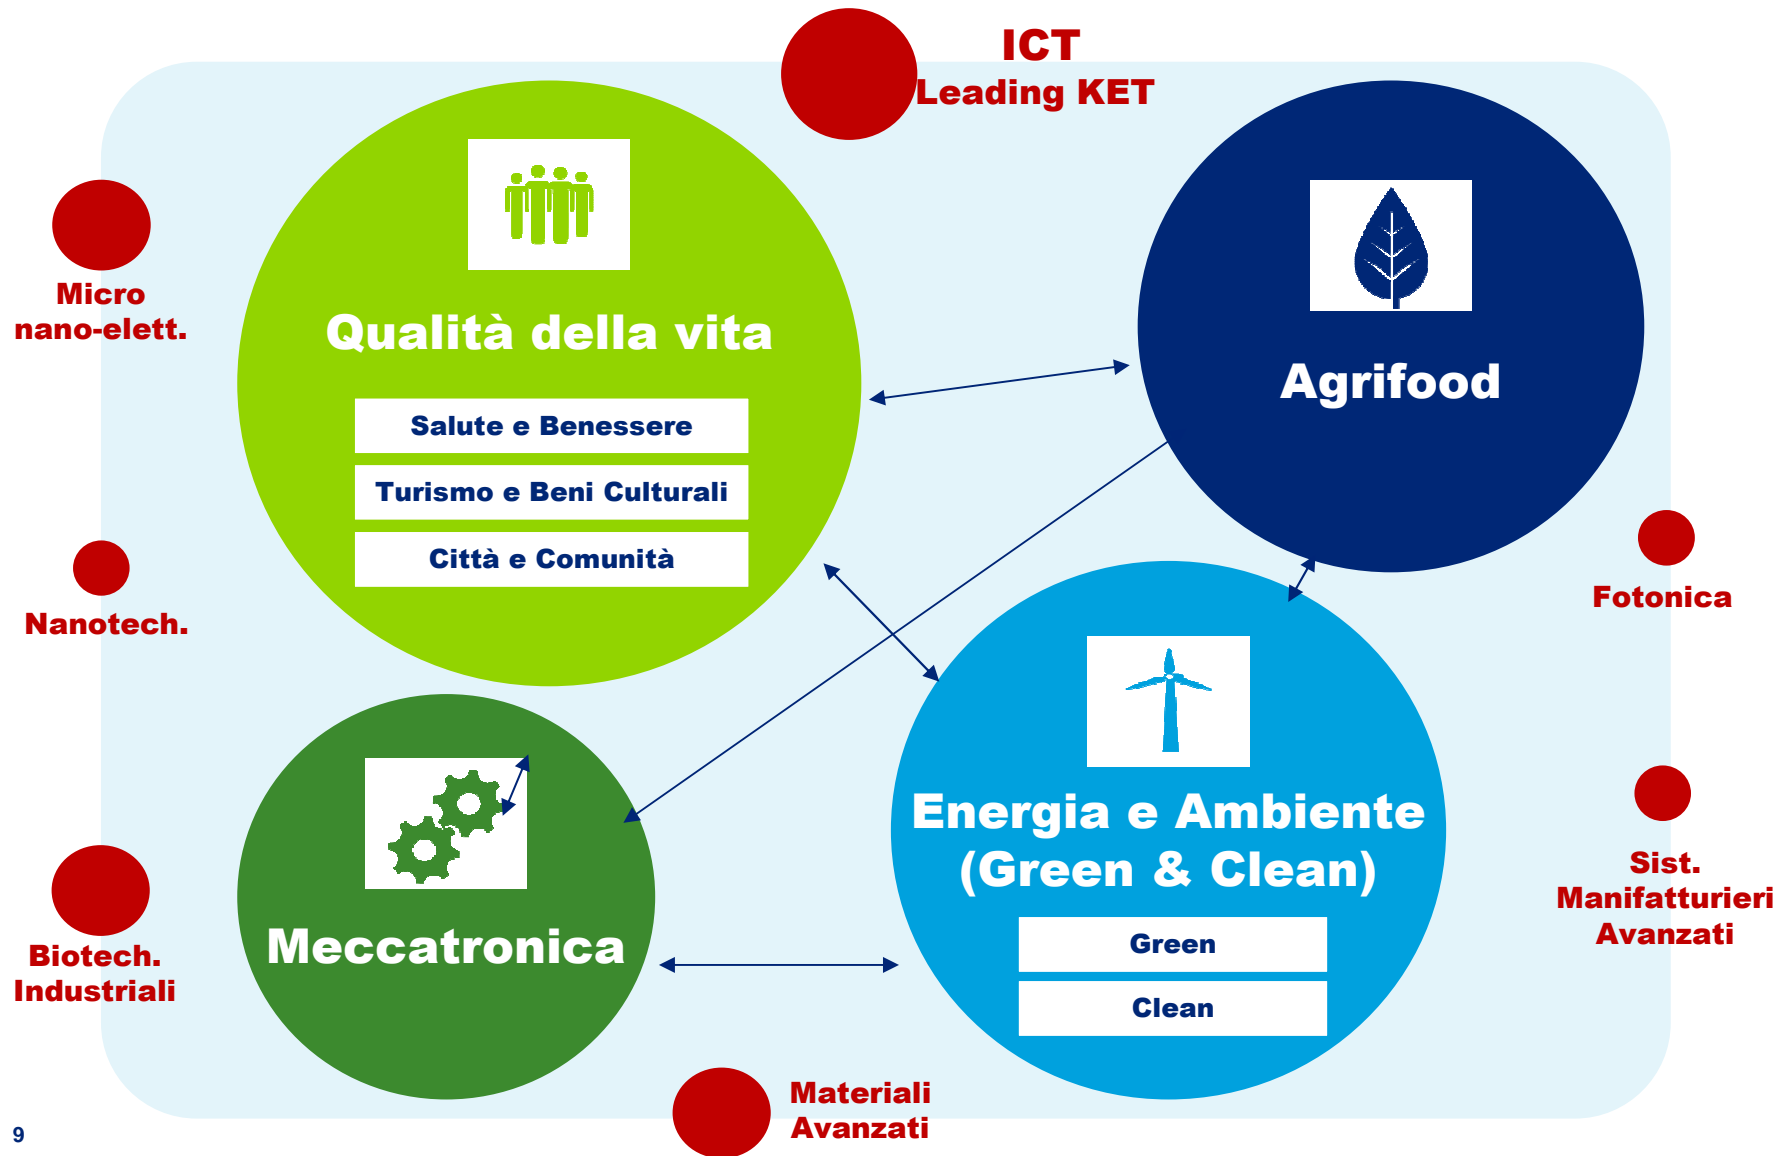 ICT
Leading KET
Micro
nano-elett.
Qualità della vita
Salute e Benessere
Turismo e Beni Culturali
Città e Comunità
Agrifood
Nanotech.
Fotonica
Meccatronica
Energia e Ambiente
(Green & Clean)
Green
Clean
Sist.
Manifatturieri
Avanzati
Biotech.
Industriali
Materiali
Avanzati
9